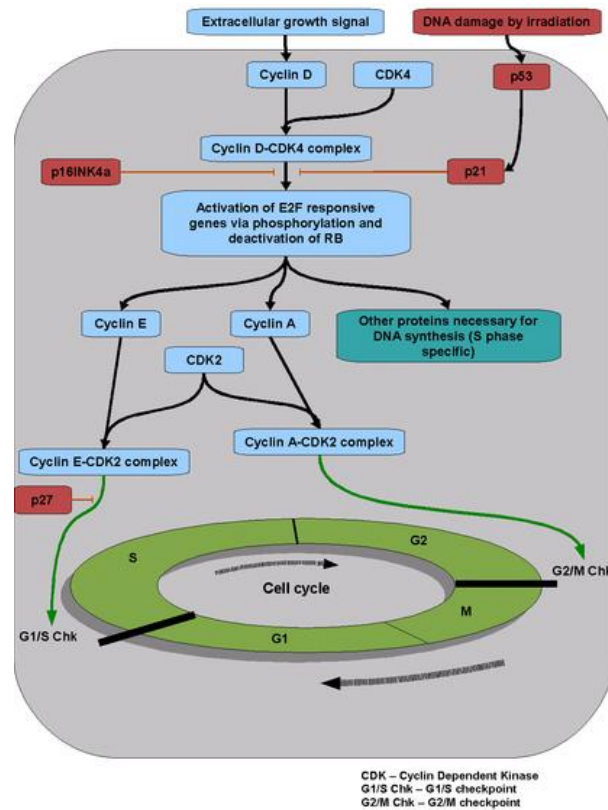 Extracellular growth signal
DNA damage by irradiation
Cyclin D
CDK4
p53
Cyclin D-CDK4 complex
p16INK4a
p21
Activation of E2F responsive
genes via phosphorylation and
deactivation of RB
Cyclin E
Cyclin A
Other proteins necessary for
DNA synthesis (S phase
specific)
CDK2
Cyclin A-CDK2 complex
Cyclin E-CDK2 complex
p27
S
G2
G2/M Chk
Cell cycle
M
G1/S Chk
G1
CDK – Cyclin Dependent Kinase
G1/S Chk – G1/S checkpoint
G2/M Chk – G2/M checkpoint